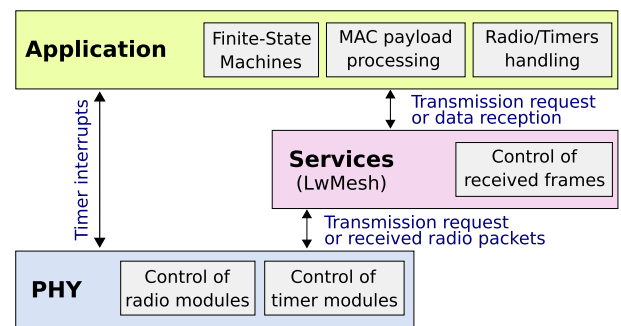 Application
Finite-State
Machines
MAC payload
processing
Radio/Timers
handling
Timer interrupts
Transmission request
or data reception
Services
(LwMesh)
Control of
received frames
Transmission request
or received radio packets
PHY
Control of
radio modules
Control of
timer modules